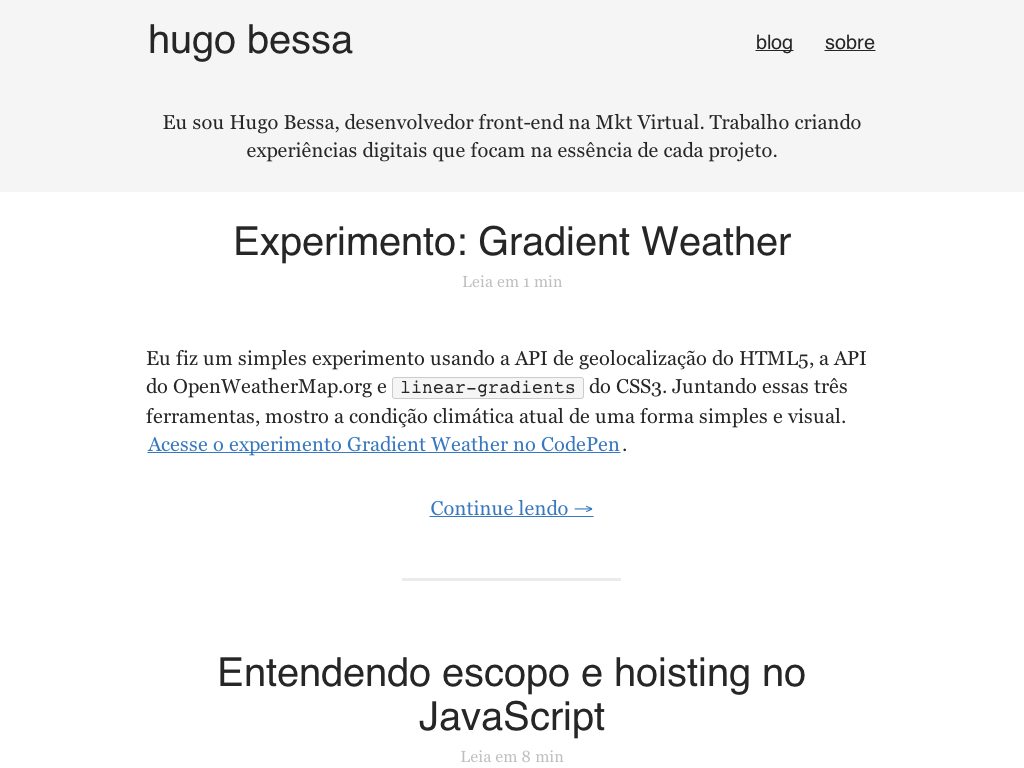 hugo bessa
blog sobre
Eu sou Hugo Bessa, desenvolvedor front-end na Mkt Virtual. Trabalho criando
experiências digitais que focam na essência de cada projeto.
Experimento: Gradient Weather
Leia em 1 min
Eu fiz um simples experimento usando a API de geolocalização do HTML5, a API
do OpenWeatherMap.org e linear-gradients do CSS3. Juntando essas três
ferramentas, mostro a condição climática atual de uma forma simples e visual.
Acesse o experimento Gradient Weather no CodePen.
Continue lendo →
Entendendo escopo e hoisting no
JavaScript
Leia em 8 min